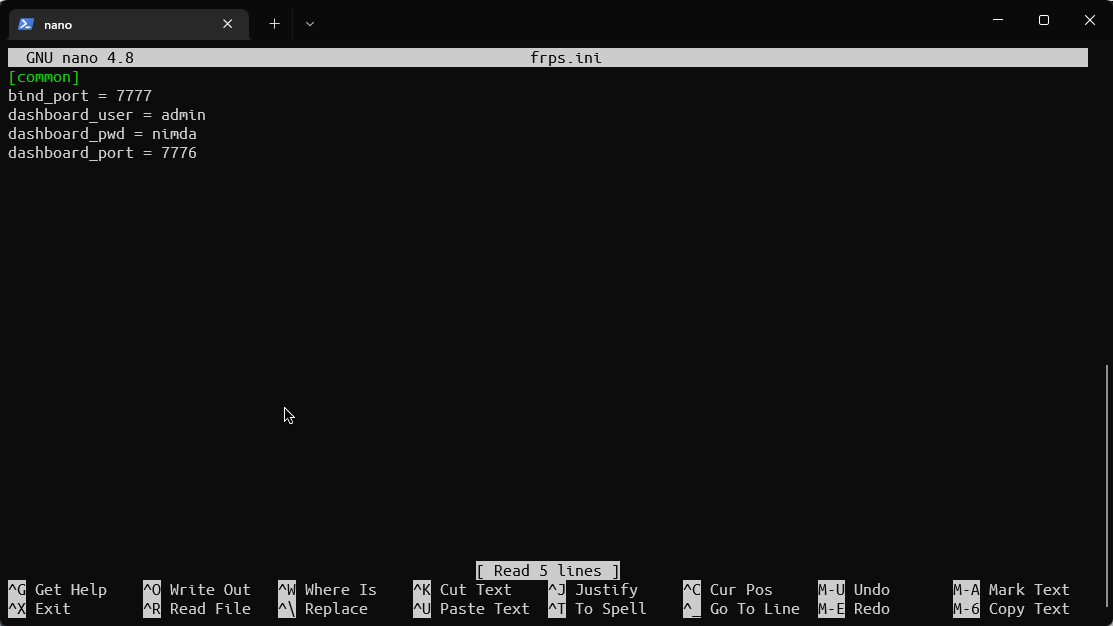 nano
GNU nano 4.8 frps.ini
[common]
bind_port = 7777
dashboard_user = admin
dashboard_pwd = nimda
dashboard_port = 7776
[ Read 5 lines ]
^G Get Help ^O Write Out ^W Where Is ^K Cut Text ^J Justify ^C Cur Pos M-U Undo M-A Mark Text
^X Exit ^R Read File ^\ Replace ^U Paste Text ^T To Spell ^_ Go To Line M-E Redo M-6 Copy Text